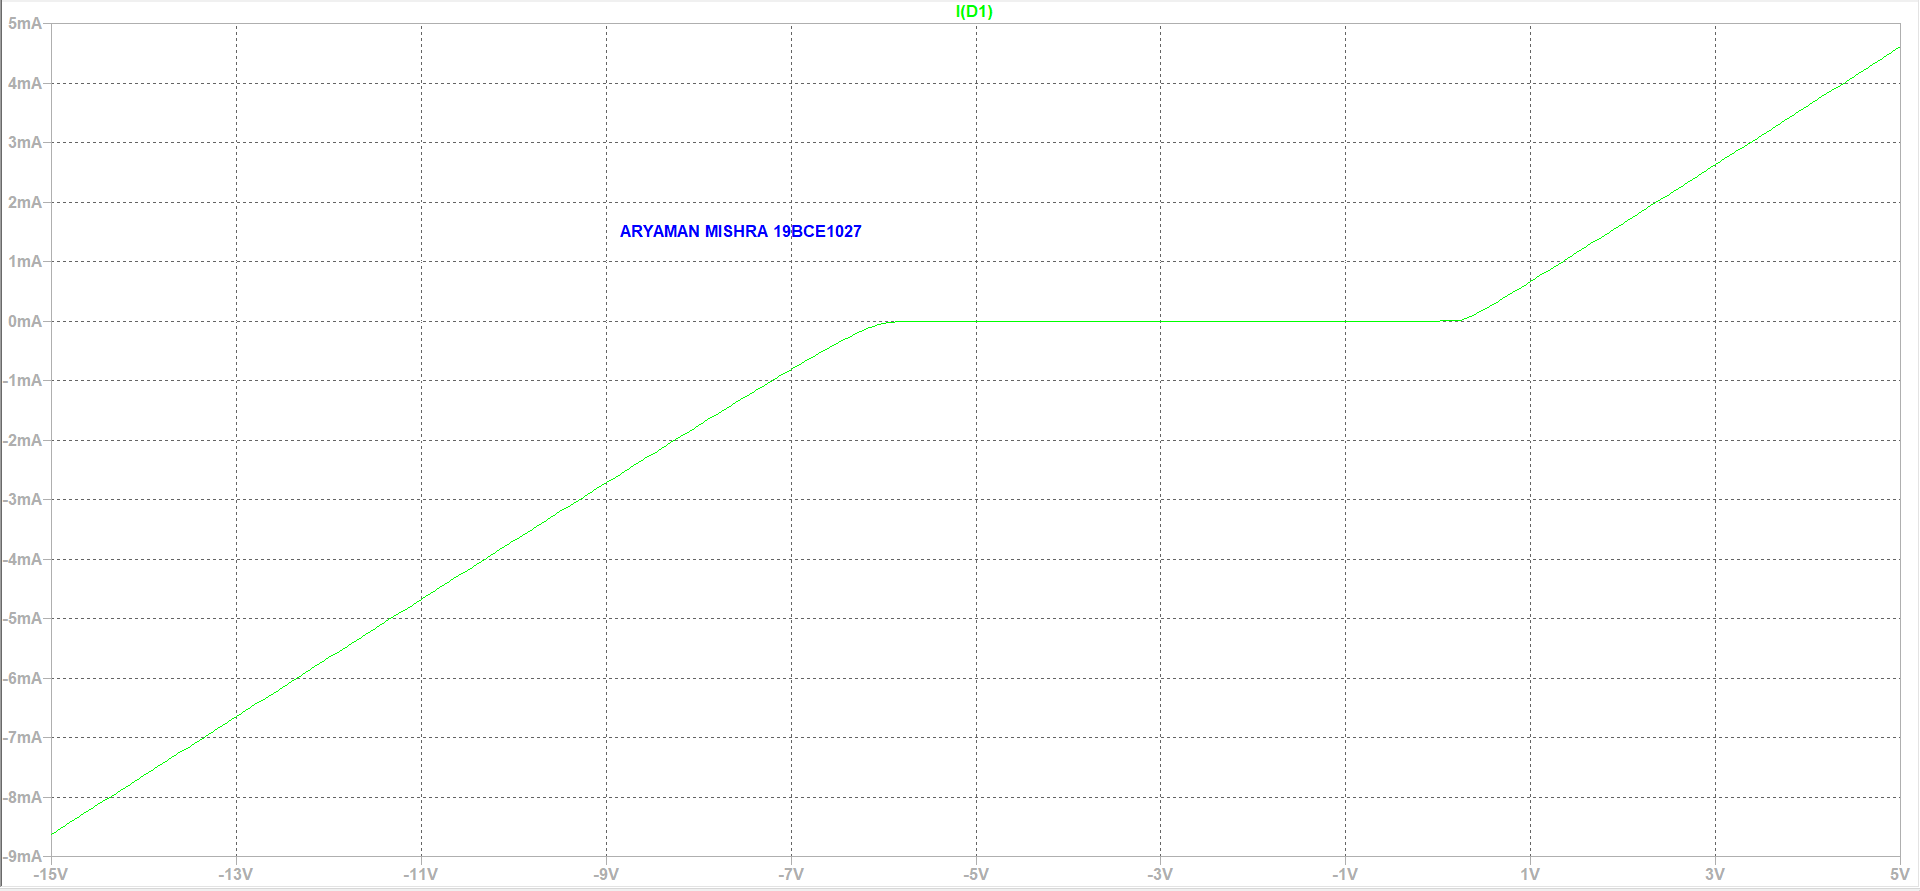 I(D1)
5mA
4mA
3mA
2mA
ARYAMAN MISHRA 19BCE1027
1mA
0mA
-1mA
-2mA
-3mA
-4mA
-5mA
-6mA
-7mA
-8mA
-9mA
-15V -13V -11V -9V -7V -5V -3V -1V 1V 3V 5V